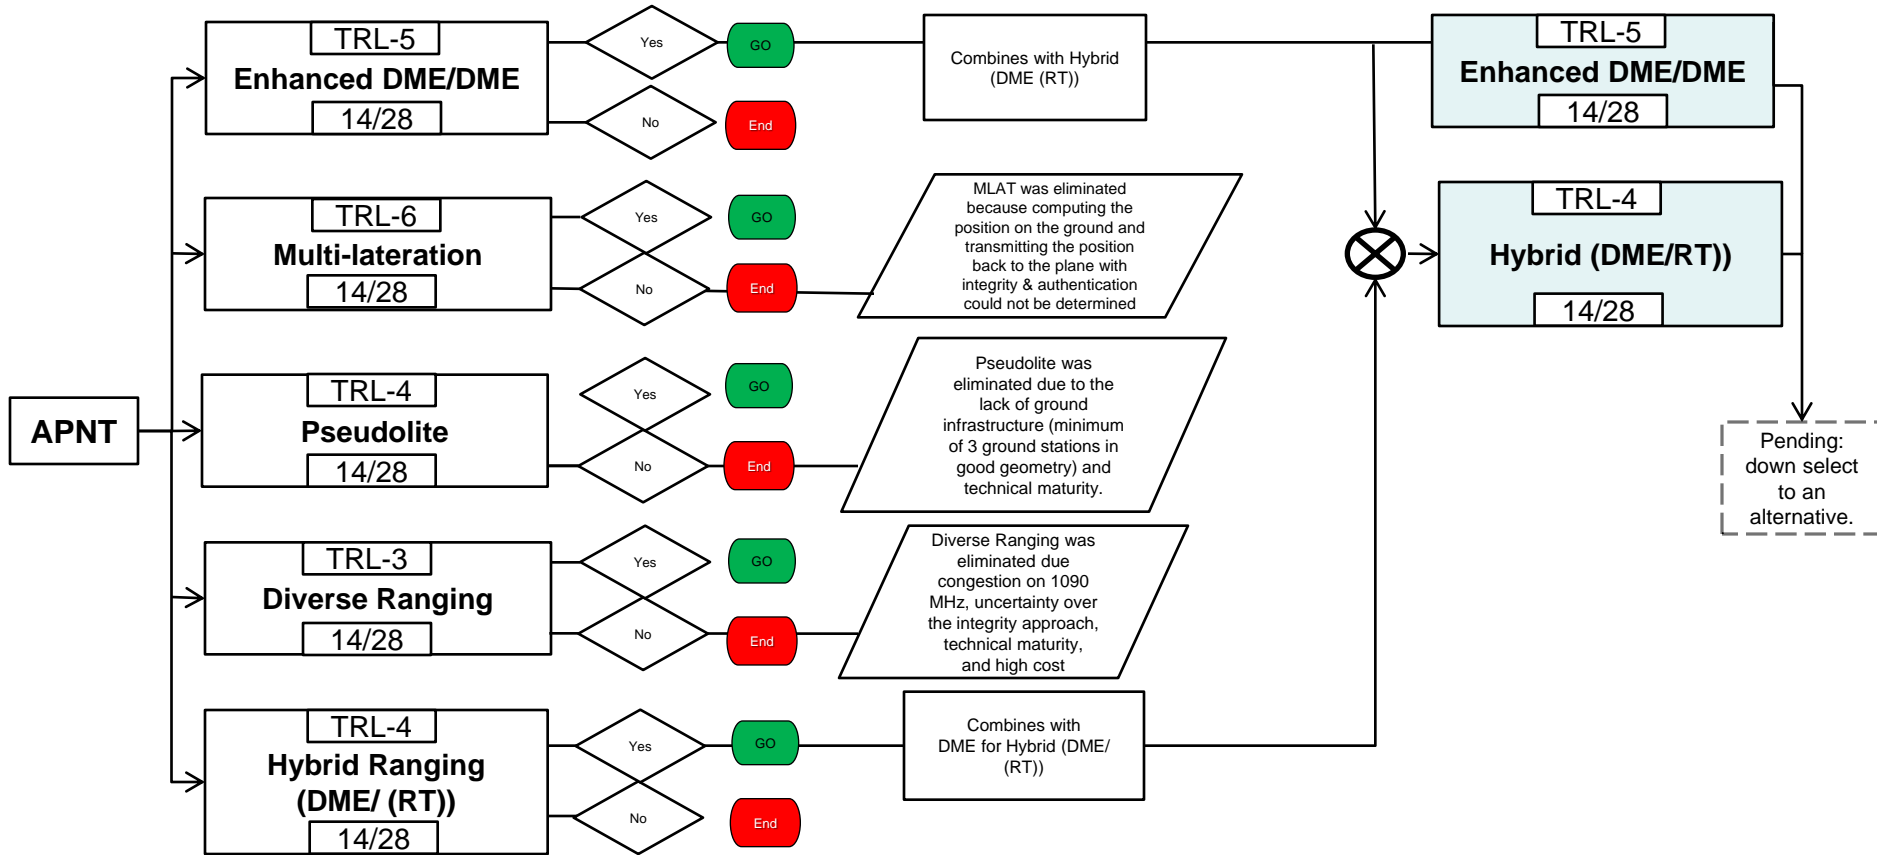 APNT
TRL-5
Enhanced DME/DME
14/28
Yes
GO
No
End
Combines with Hybrid
(DME (RT))
TRL-6
Multi-lateration
14/28
Yes
GO
No
End
MLAT was eliminated
because computing the
position on the ground and
transmitting the position
back to the plane with
integrity & authentication
could not be determined
TRL-4
Pseudolite
14/28
Yes
GO
No
End
Pseudolite was
eliminated due to the
lack of ground
infrastructure (minimum
of 3 ground stations in
good geometry) and
technical maturity.
TRL-3
Diverse Ranging
14/28
Yes
GO
No
End
Diverse Ranging was
eliminated due
congestion on 1090
MHz, uncertainty over
the integrity approach,
technical maturity,
and high cost
TRL-4
Hybrid Ranging
(DME/ (RT))
14/28
Yes
GO
No
End
Combines with
DME for Hybrid (DME/
(RT))
TRL-5
Enhanced DME/DME
14/28
TRL-4
Hybrid (DME/RT))
14/28
Pending:
down select
to an
alternative.